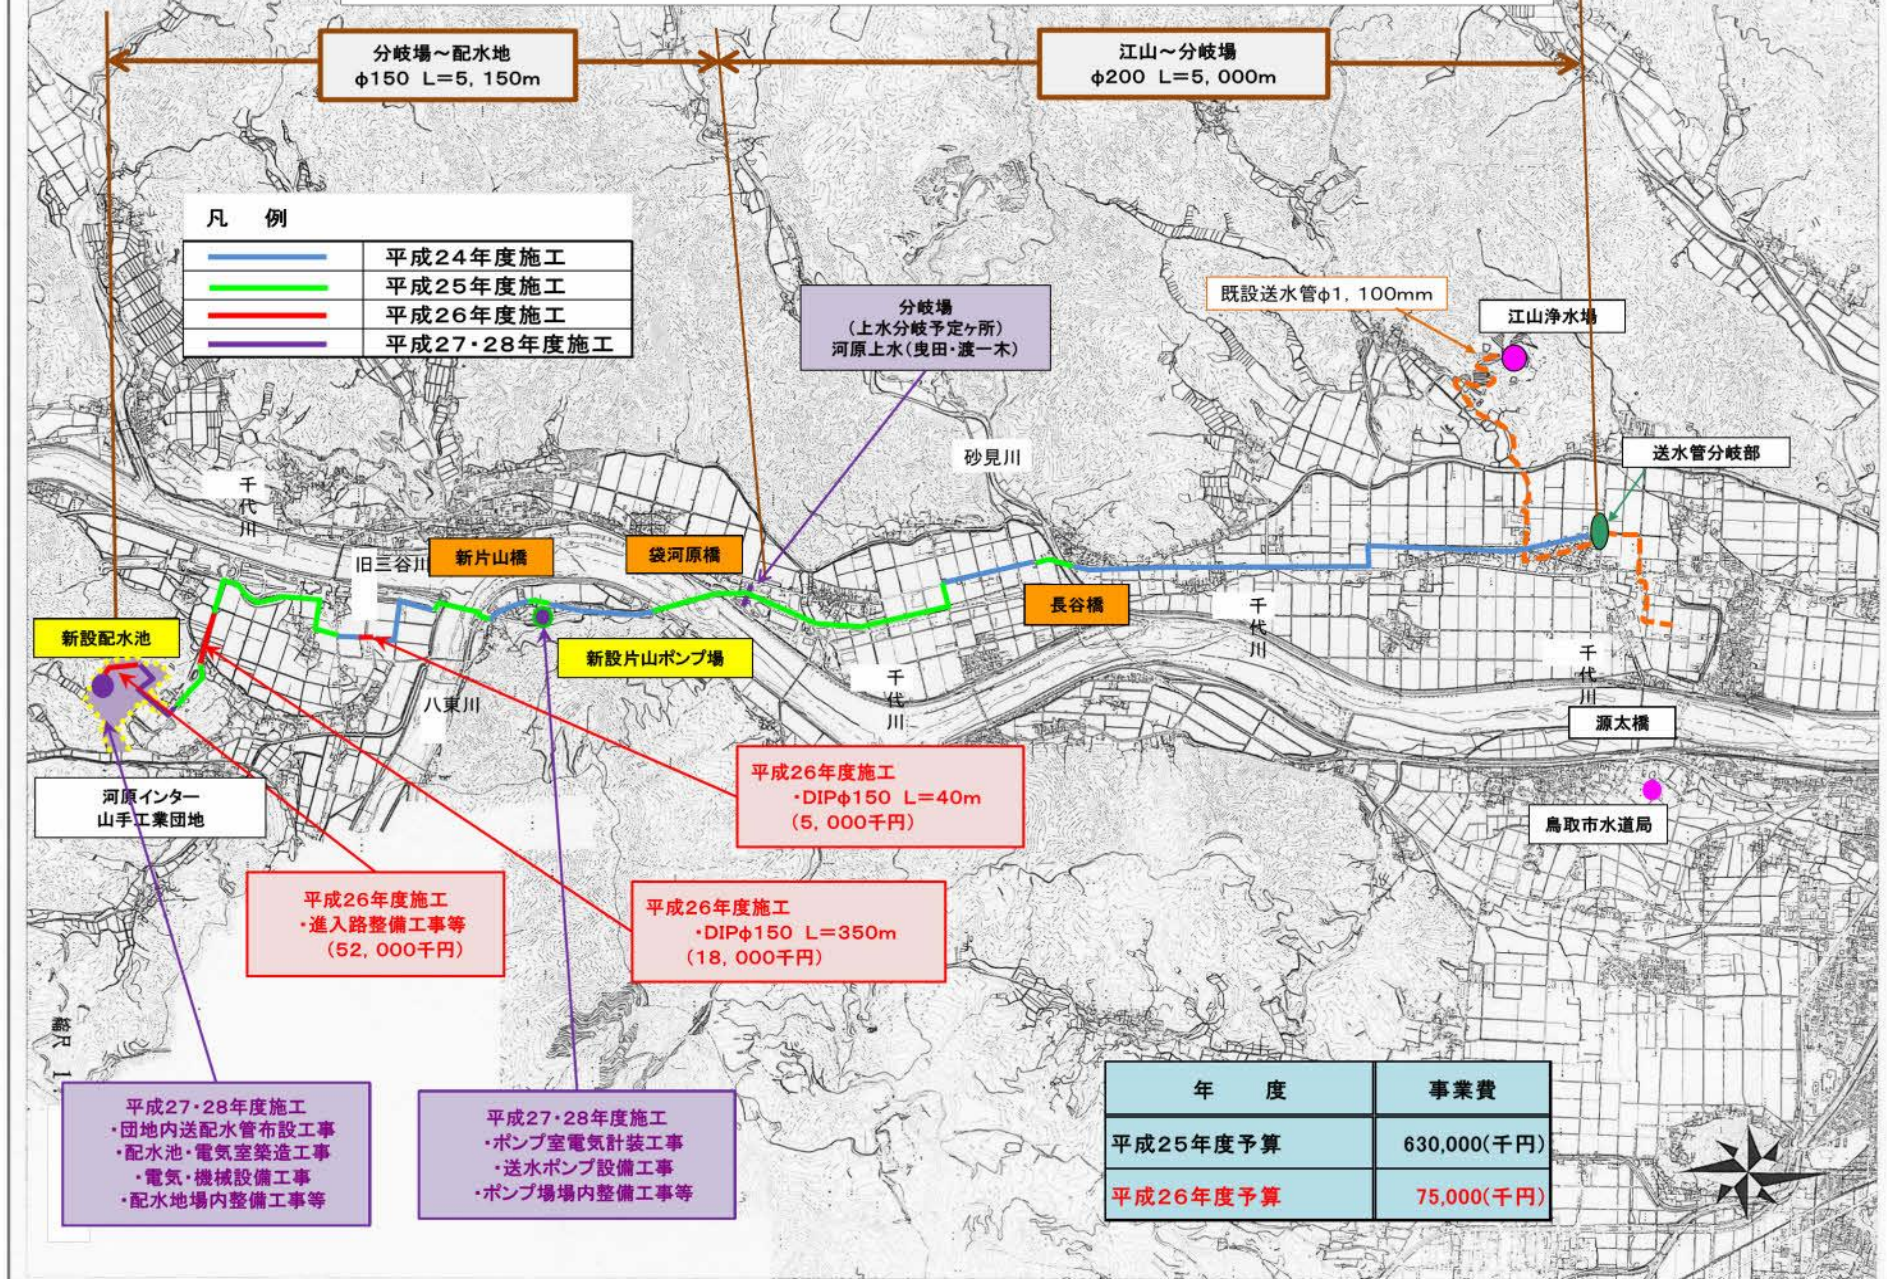 分岐場～配水地
φ150 L=5,150m
江山～分岐場
φ200 L=5,000m
凡 例
平成24年度施工
平成25年度施工
平成26年度施工
平成27・28年度施工
分岐場
(上水分岐予定ヶ所)
河原上水(曳田・渡一木)
既設送水管φ1,100mm
江山浄水場
送水管分岐部
砂見川
千代川
旧三谷川
新片山橋
袋河原橋
長谷橋
千代川
新設配水池
新設片山ポンプ場
千代川
千代川
八東川
源太橋
河原インター
山手工業団地
鳥取市水道局
平成26年度施工
・DIPφ150 L=40m
(5,000千円)
平成26年度施工
・進入路整備工事等
(52,000千円)
平成26年度施工
・DIPφ150 L=350m
(18,000千円)
縮尺 1
平成27・28年度施工
・団地内送配水管布設工事
・配水池・電気室築造工事
・電気・機械設備工事
・配水地場内整備工事等
平成27・28年度施工
・ポンプ室電気計装工事
・送水ポンプ設備工事
・ポンプ場場内整備工事等
年 度 事業費
平成25年度予算 630,000(千円)
平成26年度予算 75,000(千円)